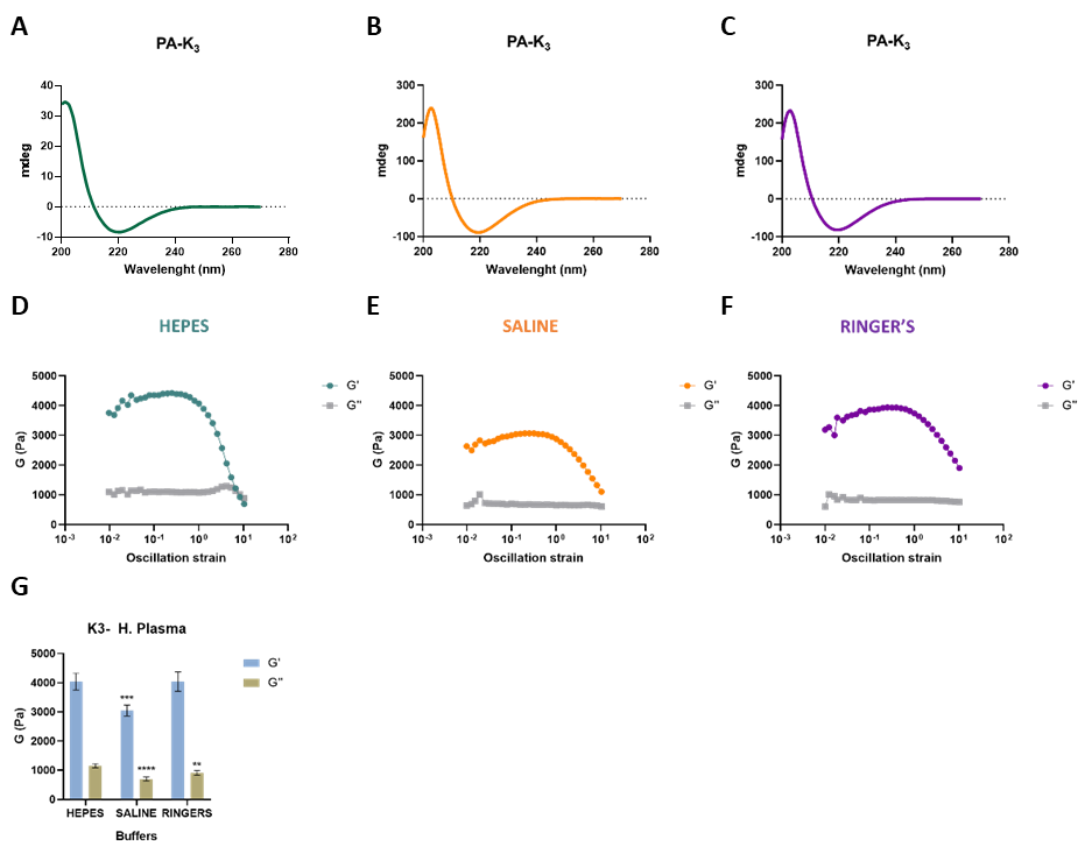 A
PA-K3
40
30
20
10
0
-10
mdeg
200 220 240 260 280
Wavelenght (nm)
B
PA-K3
300
200
100
0
-100
mdeg
200 220 240 260 280
Wavelenght (nm)
C
PA-K3
300
200
100
0
-100
mdeg
200 220 240 260 280
Wavelenght (nm)
D
HEPES
5000
4000
3000
2000
1000
0
G (Pa)
10-3 10-2 10-1 100 101 102
Oscillation strain
G'
G"
E
SALINE
5000
4000
3000
2000
1000
0
G (Pa)
10-3 10-2 10-1 100 101 102
Oscillation strain
G'
G"
F
RINGER'S
5000
4000
3000
2000
1000
0
G (Pa)
10-3 10-2 10-1 100 101 102
Oscillation strain
G'
G"
G
K3- H. Plasma
5000
4000
3000
2000
1000
0
G (Pa)
***
****
**
HEPES SALINE RINGERS
Buffers
G'
G"